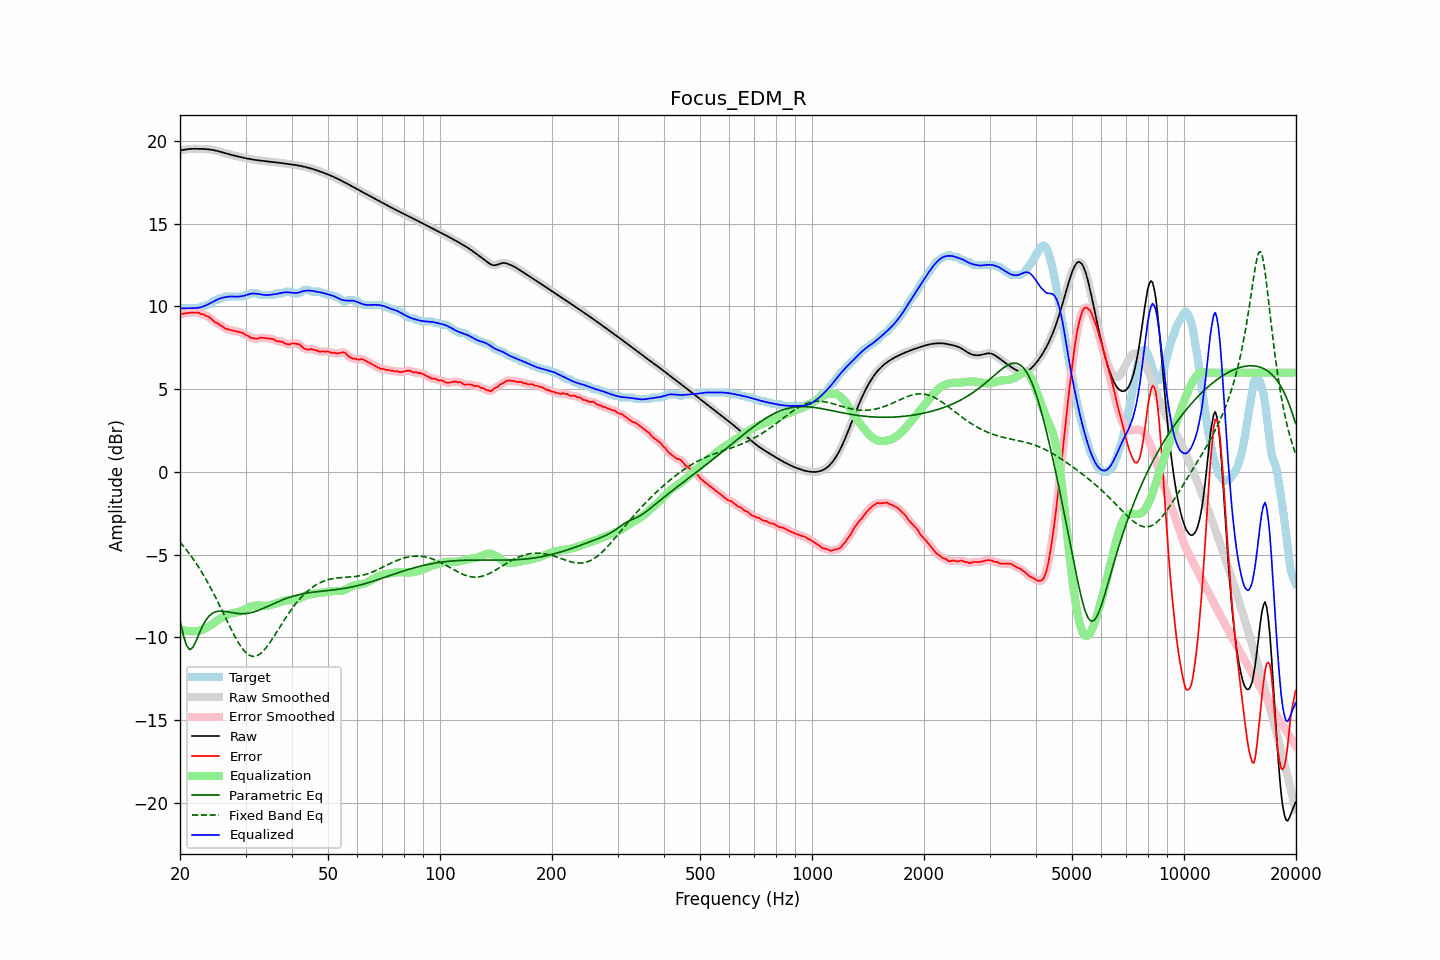 Focus_EDM_R
Amplitude (dBr)
20
15
10
5
0
−5
−10
−15
−20
Target
Raw Smoothed
Error Smoothed
Raw
Error
Equalization
Parametric Eq
Fixed Band Eq
Equalized
20 50 100 200 500 1000 2000 5000 10000 20000
Frequency (Hz)